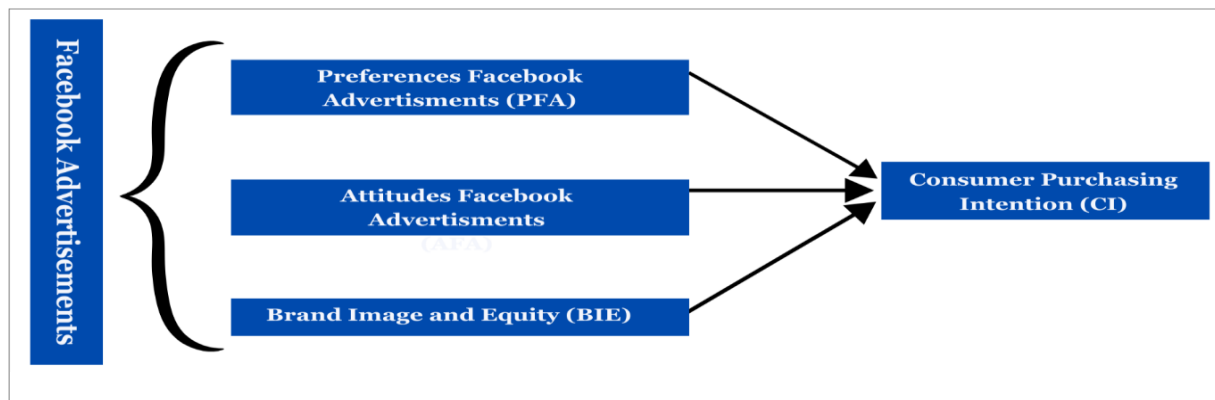 Facebook Advertisements
Preferences Facebook
Advertisments (PFA)
Attitudes Facebook
Advertisments
(AFA)
Brand Image and Equity (BIE)
Consumer Purchasing
Intention (CI)